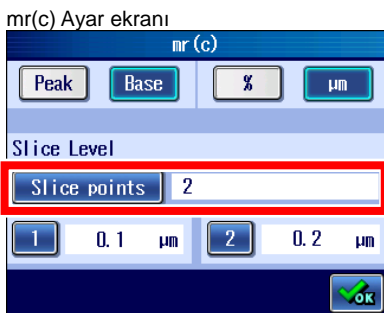 mr(c) Ayar ekranı
mr(c)
Peak Base % µm
Slice Level
Slice points 2
1 0.1 µm 2 0.2 µm
OK